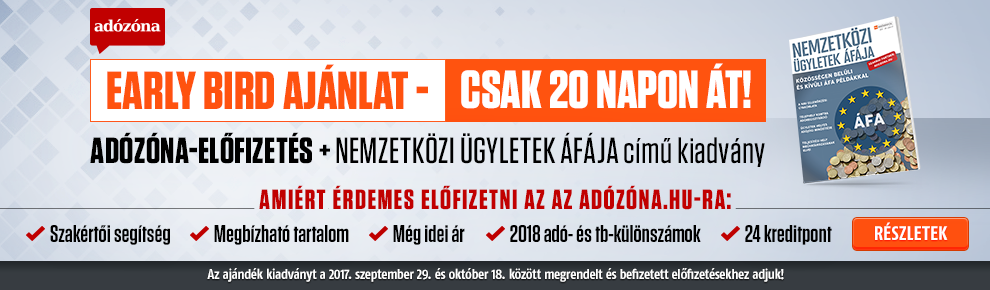 adózóna
EARLY BIRD AJÁNLAT -
CSAK 20 NAPON ÁT!
ADÓZÓNA-ELŐFIZETÉS + NEMZETKÖZI ÜGYLETEK ÁFÁJA című kiadvány
NEMZETKÖZI
ÜGYLETEK ÁFÁJA
KÖZÖSSÉGEN BELÜLI
ÉS KÍVÜLI ÁFA PÉLDÁKKAL
ÁFA
AMIÉRT ÉRDEMES ELŐFIZETNI AZ AZ ADÓZÓNA.HU-RA:
Szakértői segítség
Megbízható tartalom
Még idei ár
2018 adó- és tb-különszámok
24 kreditpont
RÉSZLETEK
Az ajándék kiadványt a 2017. szeptember 29. és október 18. között megrendelt és befizetett előfizetésekhez adjuk!